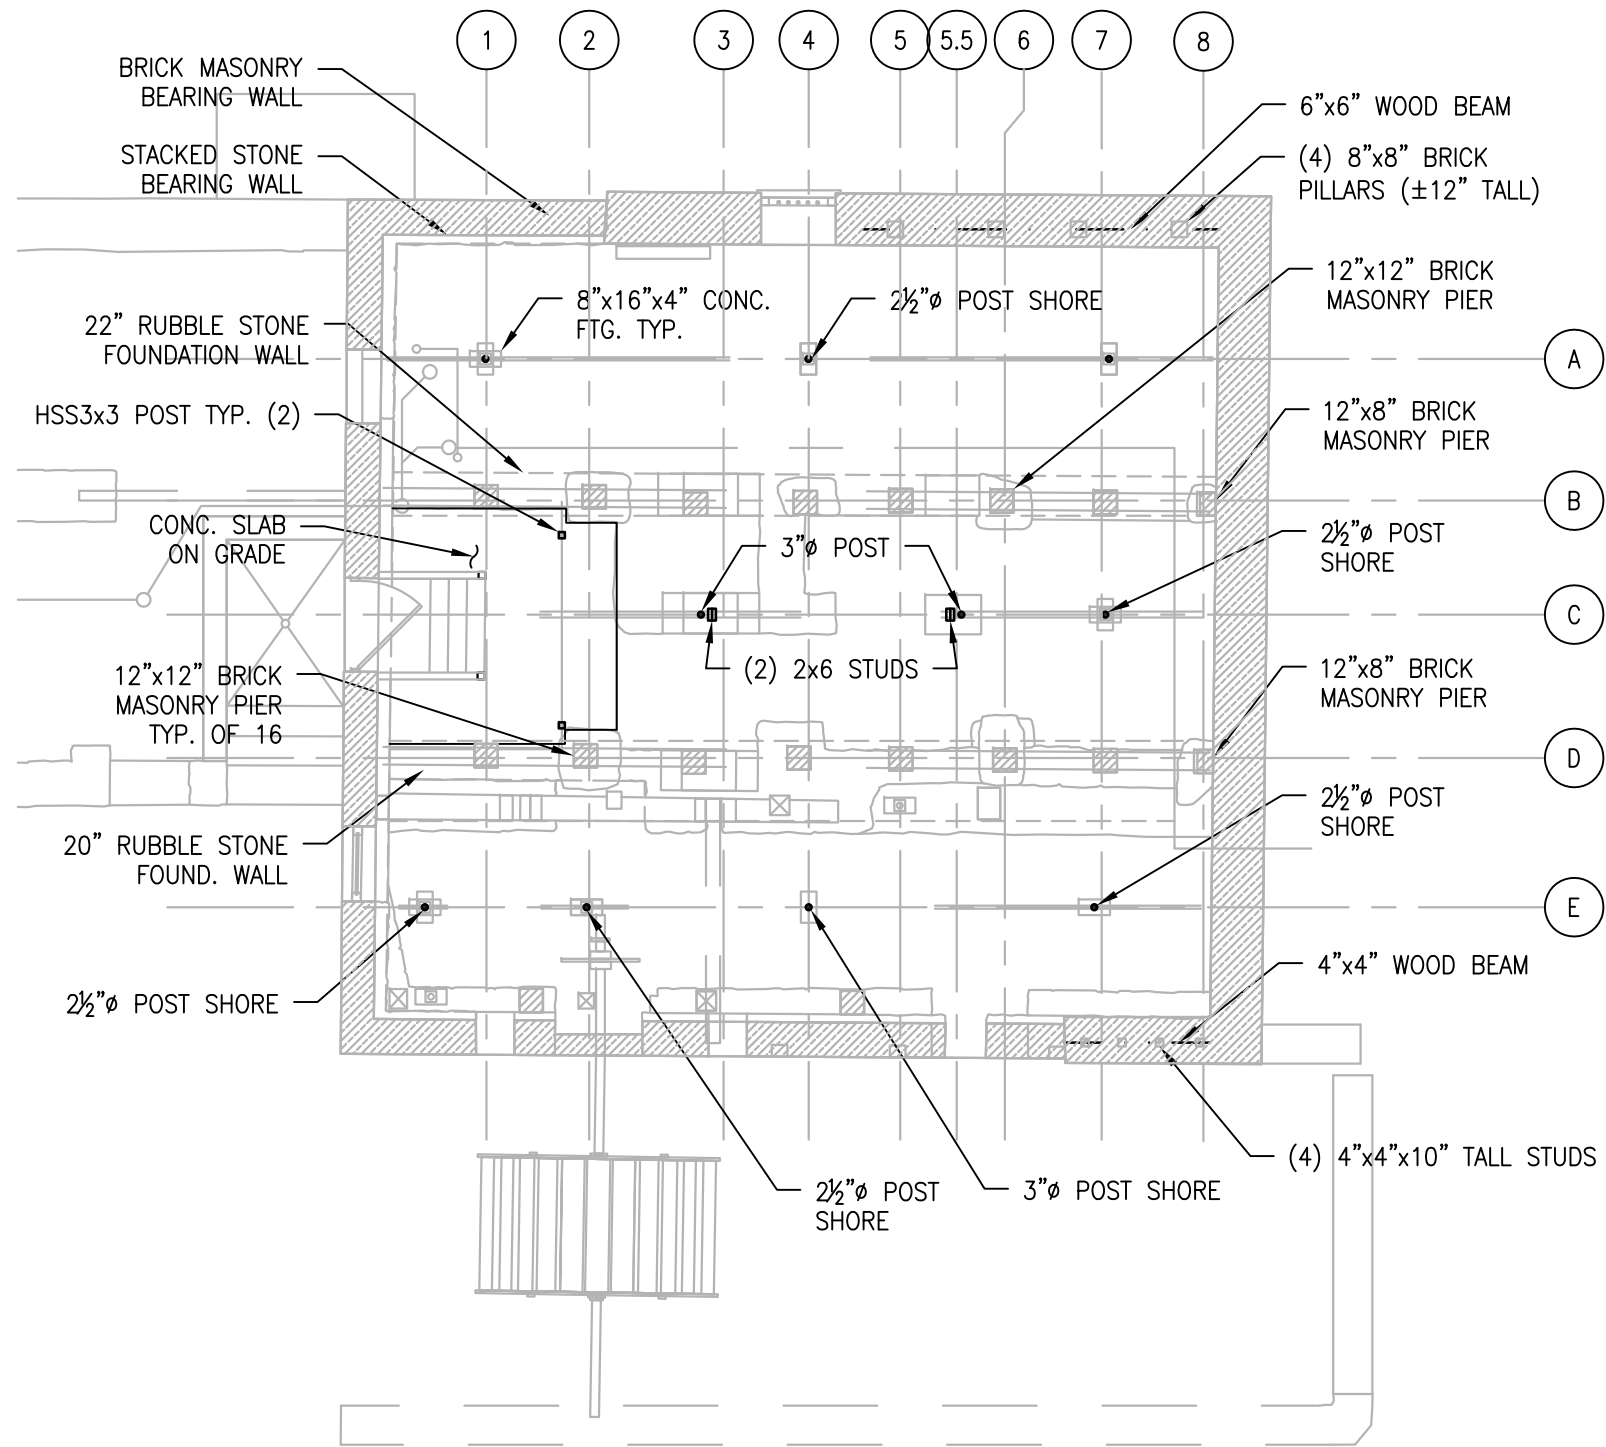 1 2 3 4 5 5.5 6 7 8
BRICK MASONRY
BEARING WALL
STACKED STONE
BEARING WALL
6"x6" WOOD BEAM
(4) 8"x8" BRICK
PILLARS (±12" TALL)
12"x12" BRICK
MASONRY PIER
8"x16"x4" CONC.
FTG. TYP.
2½"ø POST SHORE
22" RUBBLE STONE
FOUNDATION WALL
A
HSS3x3 POST TYP. (2)
12"x8" BRICK
MASONRY PIER
B
CONC. SLAB
ON GRADE
3"ø POST
2½"ø POST
SHORE
C
(2) 2x6 STUDS
12"x12" BRICK
MASONRY PIER
TYP. OF 16
12"x8" BRICK
MASONRY PIER
D
2½"ø POST
SHORE
20" RUBBLE STONE
FOUND. WALL
E
4"x4" WOOD BEAM
2½"ø POST SHORE
(4) 4"x4"x10" TALL STUDS
2½"ø POST
SHORE
3"ø POST SHORE